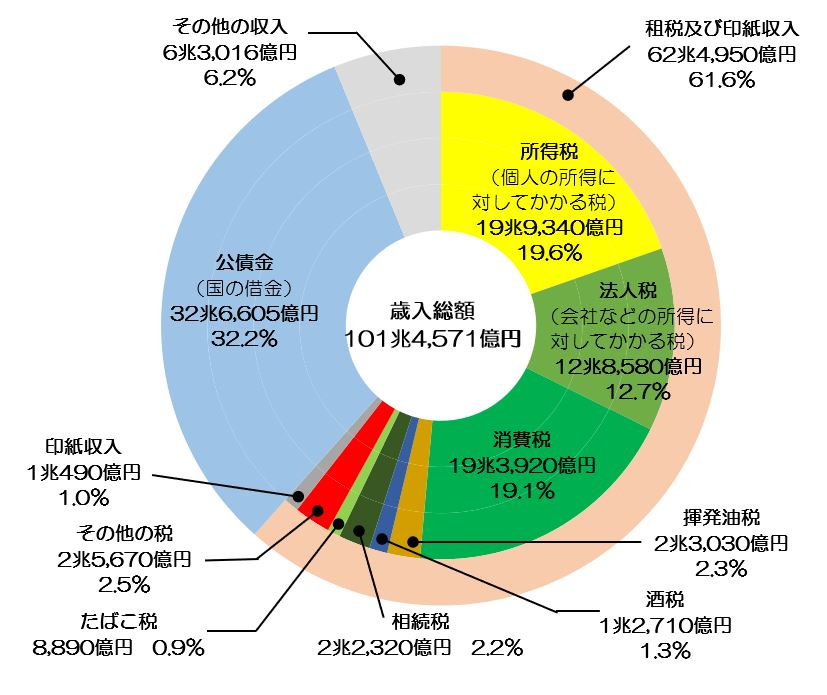 その他の収入
6兆3,016億円
6.2%
租税及び印紙収入
62兆4,950億円
61.6%
所得税
（個人の所得に
対してかかる税）
19兆9,340億円
19.6%
法人税
（会社などの所得に
対してかかる税）
12兆8,580億円
12.7%
公債金
（国の借金）
32兆6,605億円
32.2%
歳入総額
101兆4,571億円
消費税
19兆3,920億円
19.1%
印紙収入
1兆490億円
1.0%
その他の税
2兆5,670億円
2.5%
たばこ税
8,890億円 0.9%
相続税
2兆2,320億円 2.2%
揮発油税
2兆3,030億円
2.3%
酒税
1兆2,710億円
1.3%